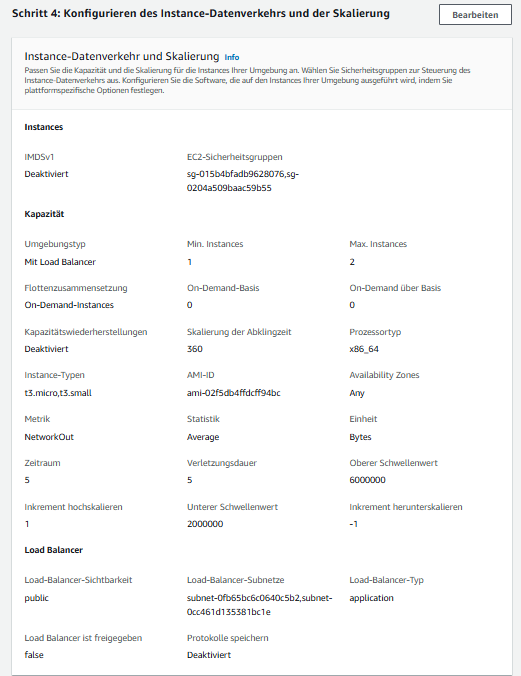 Schritt 4: Konfigurieren des Instance-Datenverkehrs und der Skalierung
Bearbeiten
Instance-Datenverkehr und Skalierung Info
Passen Sie die Kapazität und die Skalierung für die Instances Ihrer Umgebung an. Wählen Sie Sicherheitsgruppen zur Steuerung des
Instance-Datenverkehrs aus. Konfigurieren Sie die Software, die auf den Instances Ihrer Umgebung ausgeführt wird, indem Sie
plattformspezifische Optionen festlegen.
Instances
IMDSv1 EC2-Sicherheitsgruppen
Deaktiviert sg-015b4bfadb9628076,sg-
0204a509baac59b55
Kapazität
Umgebungstyp Min. Instances Max. Instances
Mit Load Balancer 1 2
Flottenzusammensetzung On-Demand-Basis On-Demand über Basis
On-Demand-Instances 0 0
Kapazitätswiederherstellungen Skalierung der Abklingzeit Prozessortyp
Deaktiviert 360 x86_64
Instance-Typen AMI-ID Availability Zones
t3.micro,t3.small ami-02f5db4ffdcff94bc Any
Metrik Statistik Einheit
NetworkOut Average Bytes
Zeitraum Verletzungsdauer Oberer Schwellenwert
5 5 6000000
Inkrement hochskalieren Unterer Schwellenwert Inkrement herunterskalieren
1 2000000 -1
Load Balancer
Load-Balancer-Sichtbarkeit Load-Balancer-Subnetze Load-Balancer-Typ
public subnet-0fb65bc6c0640c5b2,subnet- application
0cc461d135381bc1e
Load Balancer ist freigegeben Protokolle speichern
false Deaktiviert